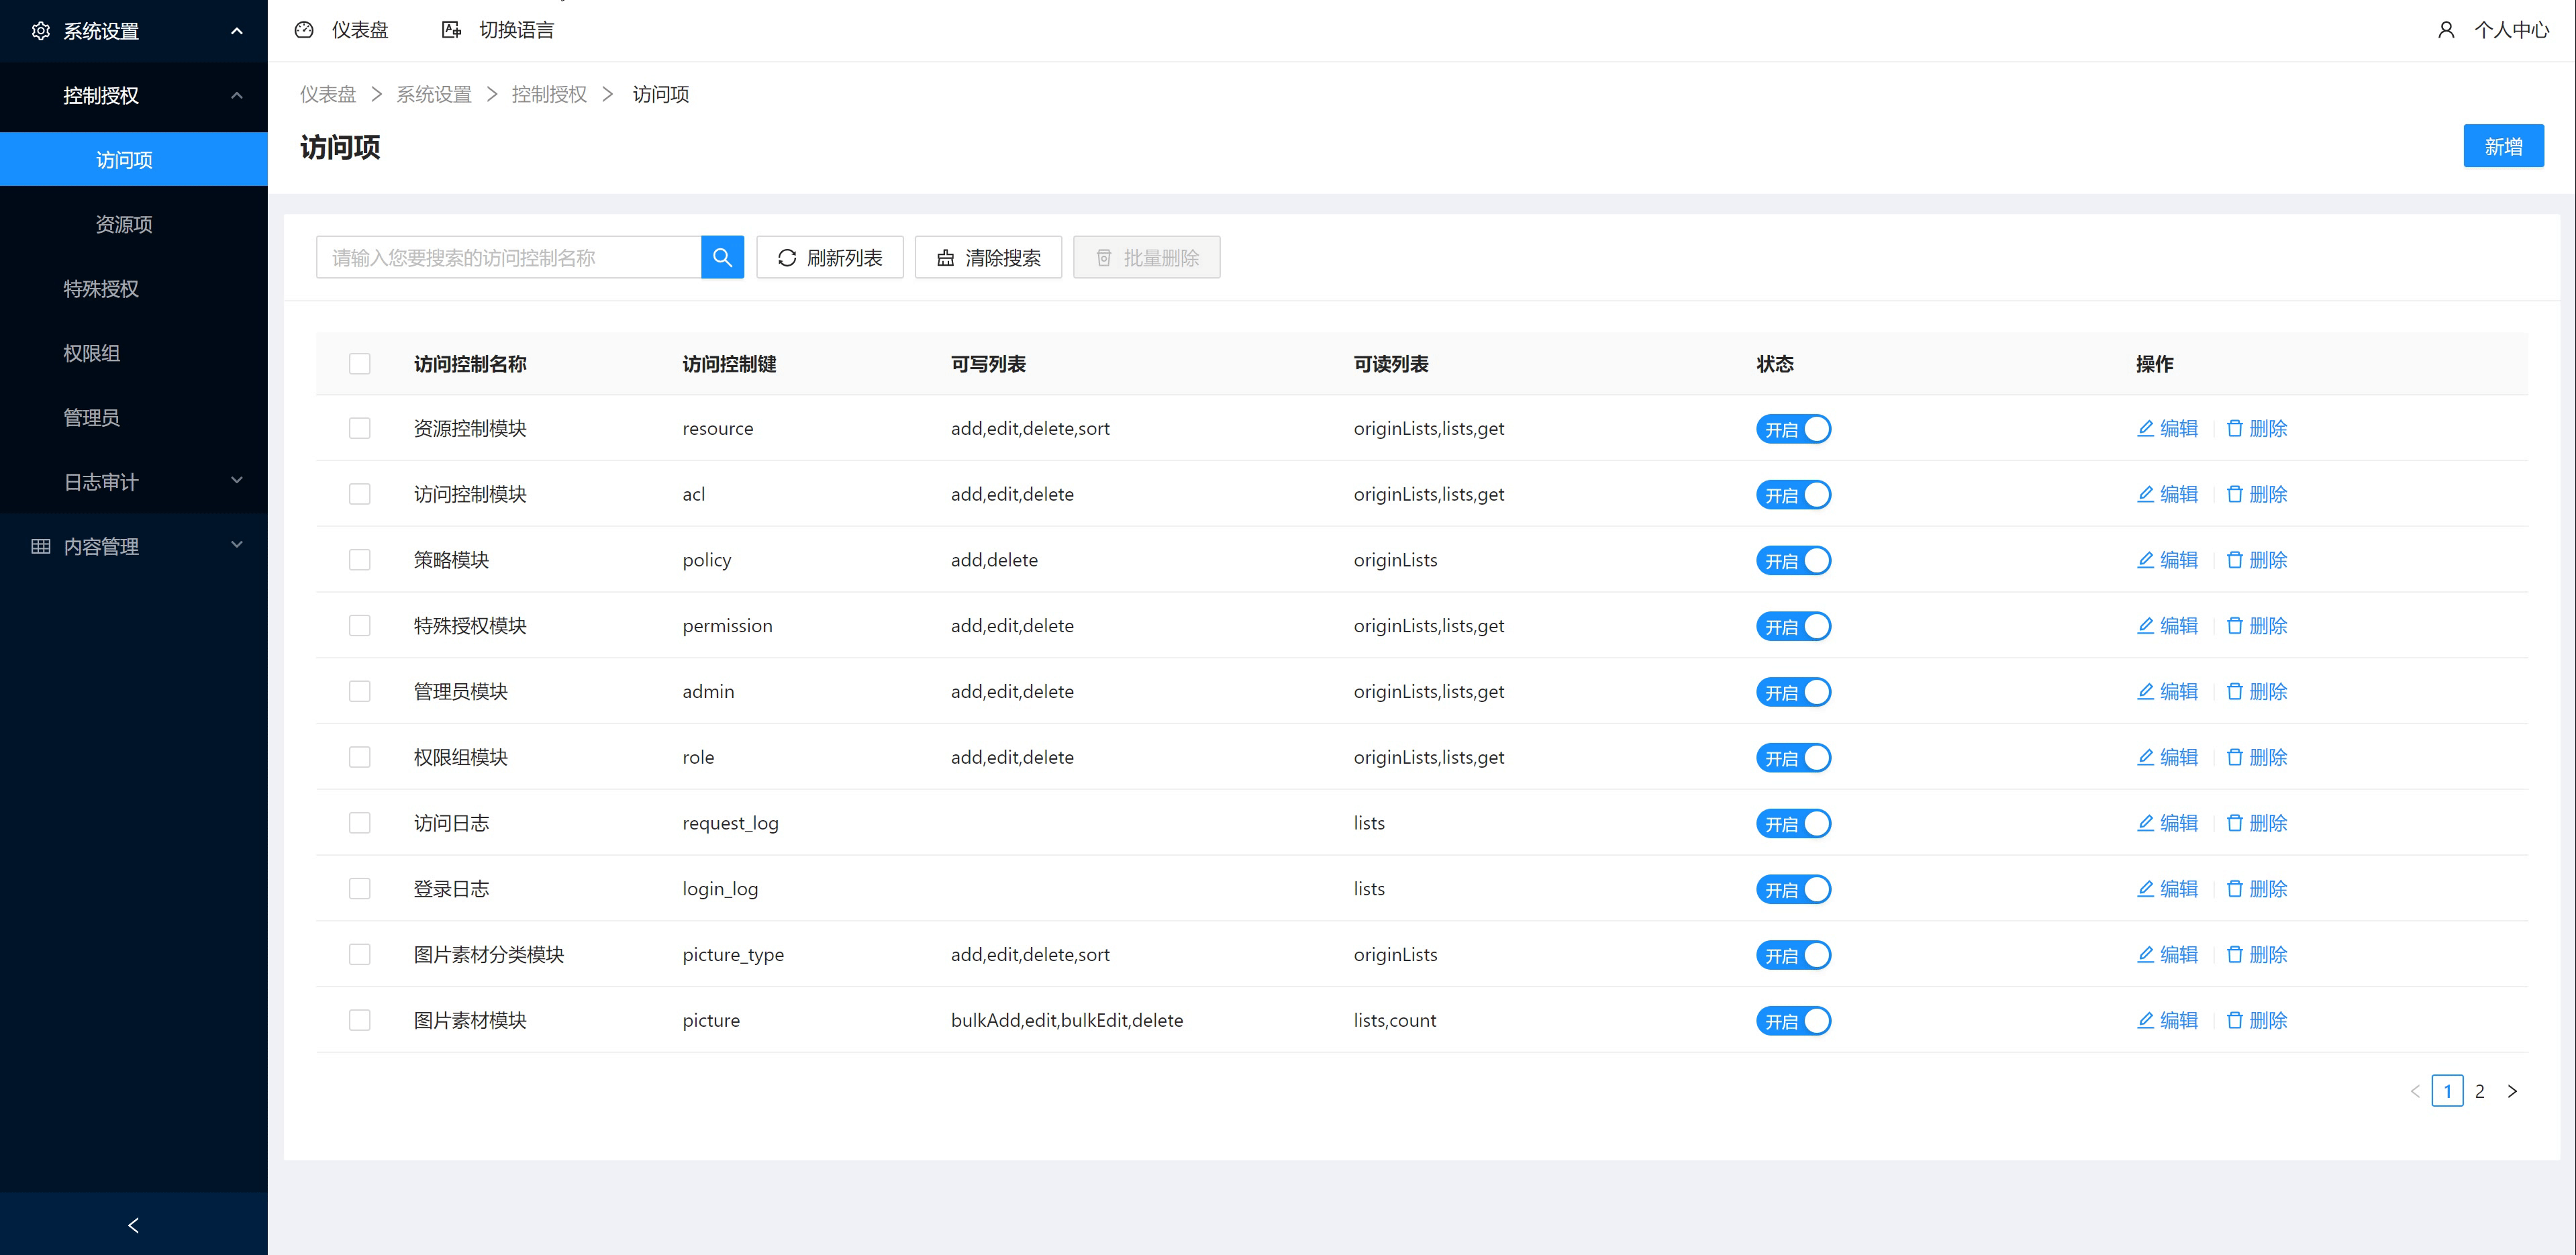 系统设置
控制授权
访问项
资源项
特殊授权
权限组
管理员
日志审计
内容管理
仪表盘 切换语言 个人中心
仪表盘 > 系统设置 > 控制授权 > 访问项
访问项
新增
请输入您要搜索的访问控制名称 刷新列表 清除搜索 批量删除
访问控制名称 访问控制键 可写列表 可读列表 状态 操作
资源控制模块 resource add,edit,delete,sort originLists,lists,get 开启 编辑 删除
访问控制模块 acl add,edit,delete originLists,lists,get 开启 编辑 删除
策略模块 policy add,delete originLists 开启 编辑 删除
特殊授权模块 permission add,edit,delete originLists,lists,get 开启 编辑 删除
管理员模块 admin add,edit,delete originLists,lists,get 开启 编辑 删除
权限组模块 role add,edit,delete originLists,lists,get 开启 编辑 删除
访问日志 request_log lists 开启 编辑 删除
登录日志 login_log lists 开启 编辑 删除
图片素材分类模块 picture_type add,edit,delete,sort originLists 开启 编辑 删除
图片素材模块 picture bulkAdd,edit,bulkEdit,delete lists,count 开启 编辑 删除
< 1 2 >